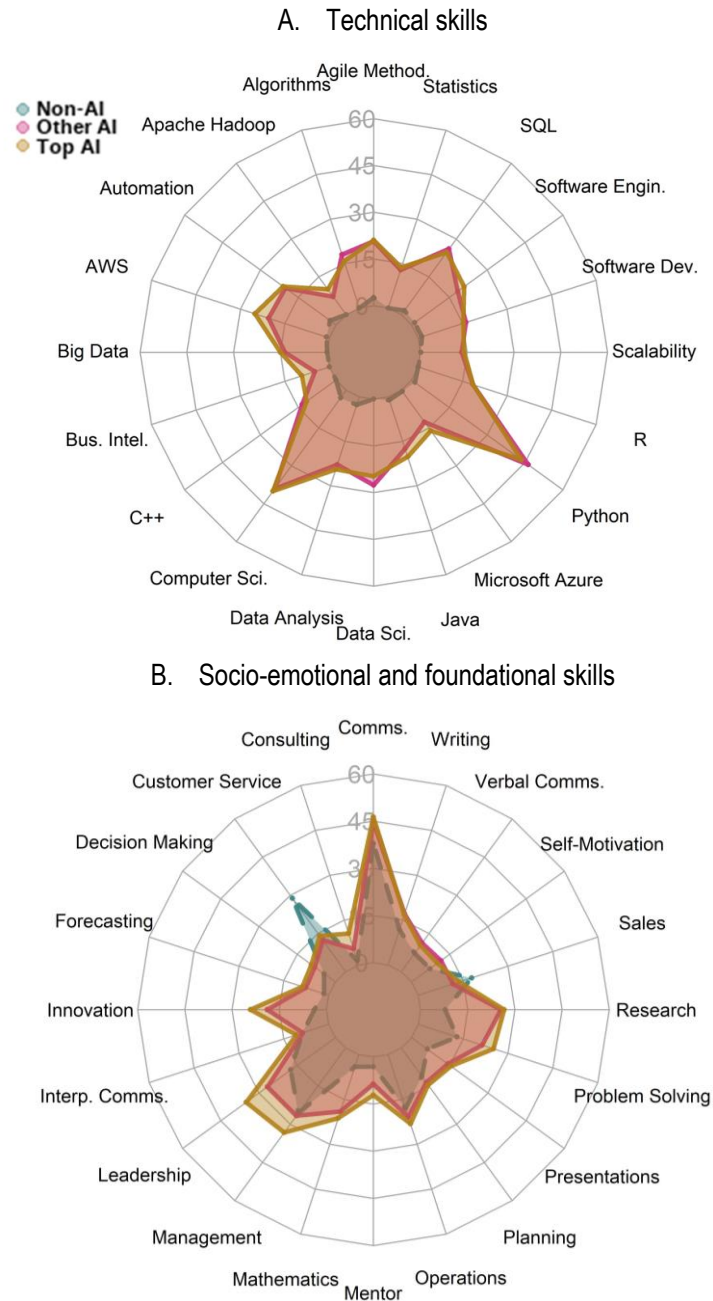 A. Technical skills
Non-AI
Other AI
Top AI
Agile Method.
Statistics
SQL
Software Engin.
Software Dev.
Scalability
R
Python
Microsoft Azure
Java
Data Sci.
Data Analysis
Computer Sci.
C++
Bus. Intel.
Big Data
AWS
Automation
Apache Hadoop
Algorithms
60
45
30
15
0
B. Socio-emotional and foundational skills
Comms.
Writing
Verbal Comms.
Self-Motivation
Sales
Research
Problem Solving
Presentations
Planning
Operations
Mentor
Mathematics
Management
Leadership
Interp. Comms.
Innovation
Forecasting
Decision Making
Customer Service
Consulting
60
45
30
15
0